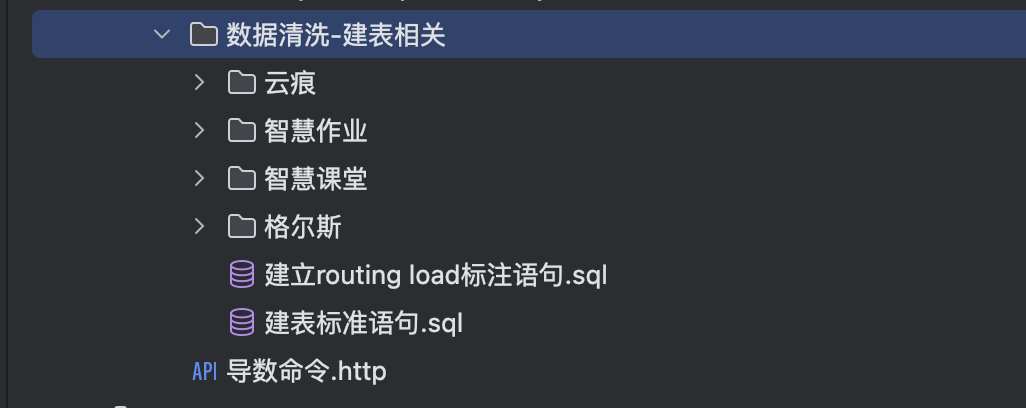 数据清洗-建表相关
云痕
智慧作业
智慧课堂
格尔斯
建立routing load标注语句.sql
建表标准语句.sql
API 导数命令.http